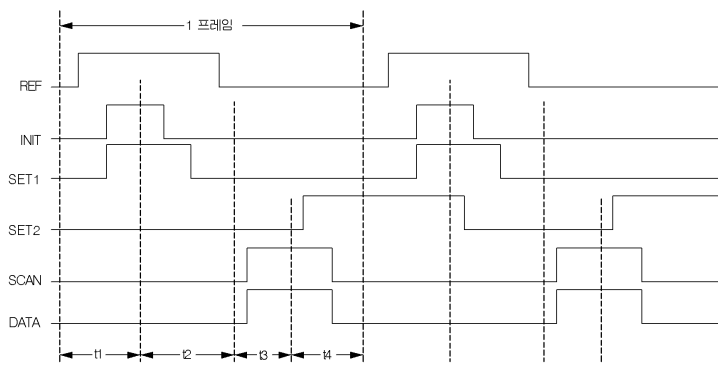 1 프레임
REF
INIT
SET1
SET2
SCAN
DATA
t1 t2 t3 t4